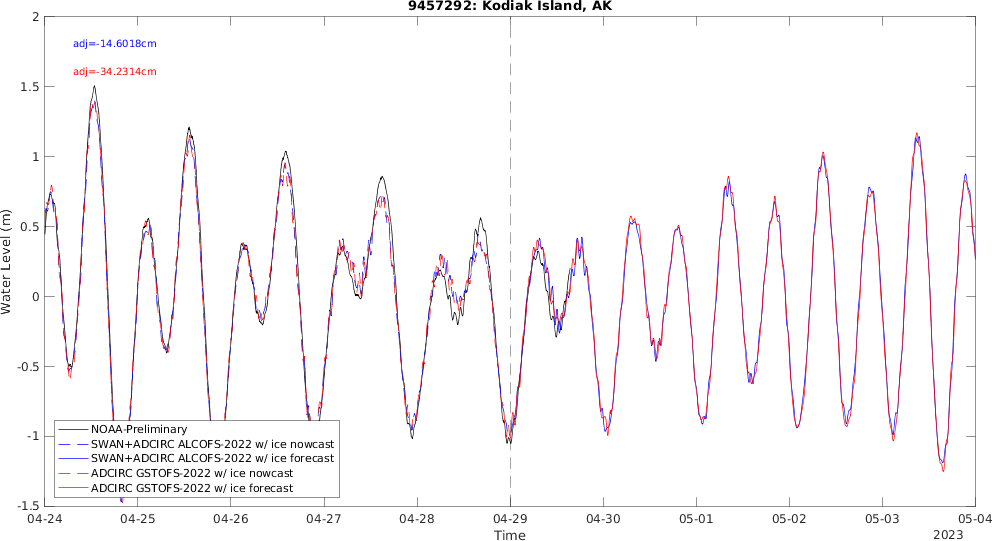 9457292: Kodiak Island, AK
adj=-14.6018cm
adj=-34.2314cm
Water Level (m)
2
1.5
1
0.5
0
-0.5
-1
-1.5
NOAA-Preliminary
SWAN+ADCIRC ALCOFS-2022 w/ ice nowcast
SWAN+ADCIRC ALCOFS-2022 w/ ice forecast
ADCIRC GSTOFS-2022 w/ ice nowcast
ADCIRC GSTOFS-2022 w/ ice forecast
04-24 04-25 04-26 04-27 04-28 04-29 04-30 05-01 05-02 05-03 05-04
Time
2023